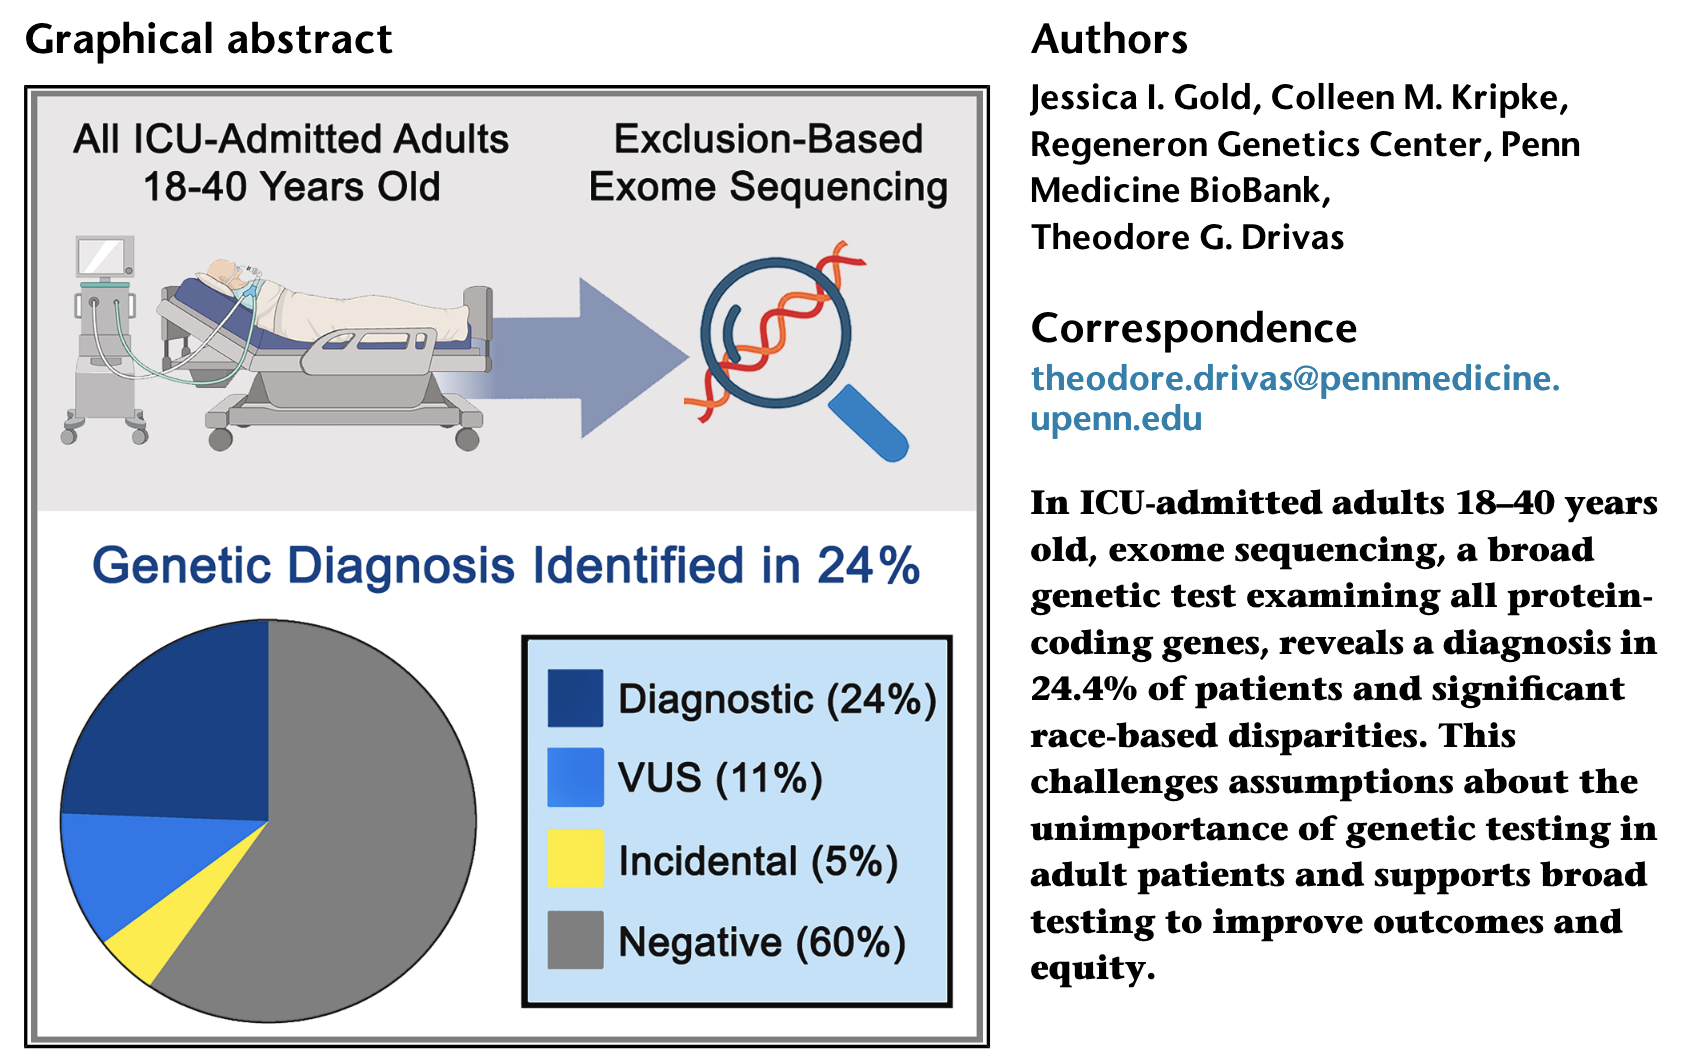 Graphical abstract
All ICU-Admitted Adults
18-40 Years Old
Exclusion-Based
Exome Sequencing
Genetic Diagnosis Identified in 24%
Diagnostic (24%)
VUS (11%)
Incidental (5%)
Negative (60%)
Authors
Jessica I. Gold, Colleen M. Kripke,
Regeneron Genetics Center, Penn
Medicine BioBank,
Theodore G. Drivas
Correspondence
theodore.drivas@pennmedicine.
upenn.edu
In ICU-admitted adults 18–40 years
old, exome sequencing, a broad
genetic test examining all protein-
coding genes, reveals a diagnosis in
24.4% of patients and significant
race-based disparities. This
challenges assumptions about the
unimportance of genetic testing in
adult patients and supports broad
testing to improve outcomes and
equity.